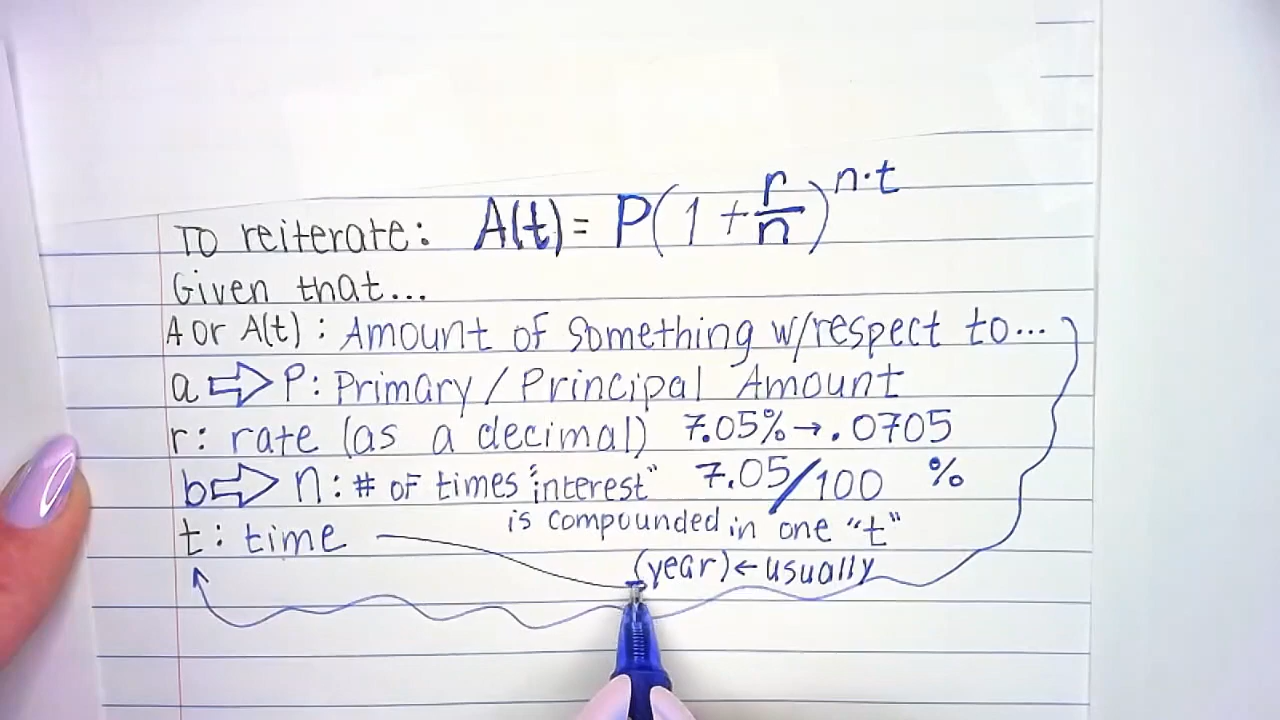 To reiterate: A(t) = P(1 + r/n)^n·t
Given that...
A or A(t) : Amount of something w/respect to...
a ⇨ P: Primary / Principal Amount
r: rate (as a decimal) 7.05% → .0705
b ⇨ n: # of times "interest" 7.05/100 %
is compounded in one "t"
t: time
(year) ← usually